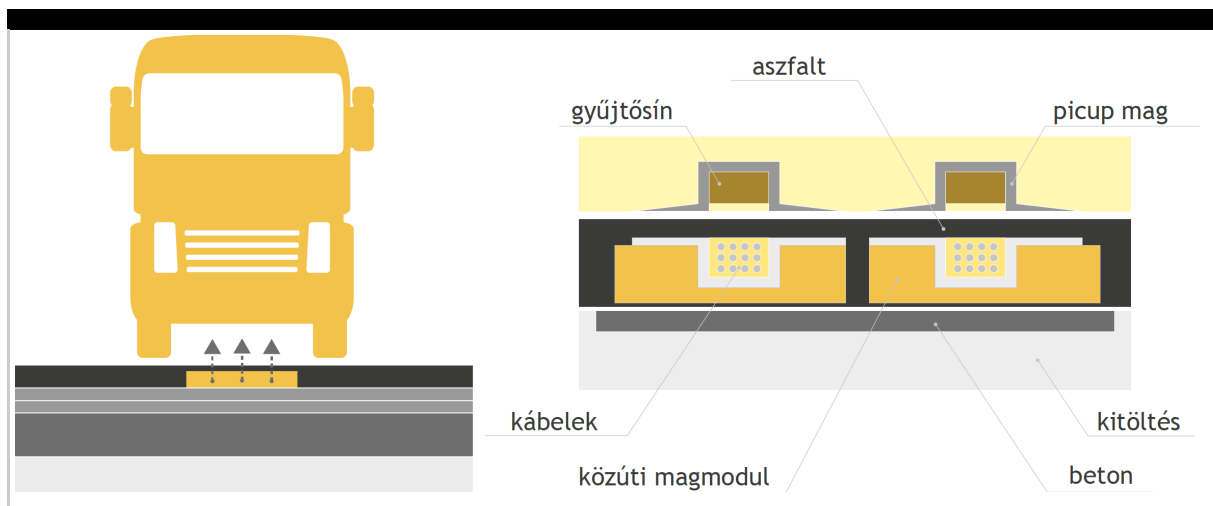 aszfalt
gyűjtősín
picup mag
kábelek
kitöltés
közúti magmodul
beton